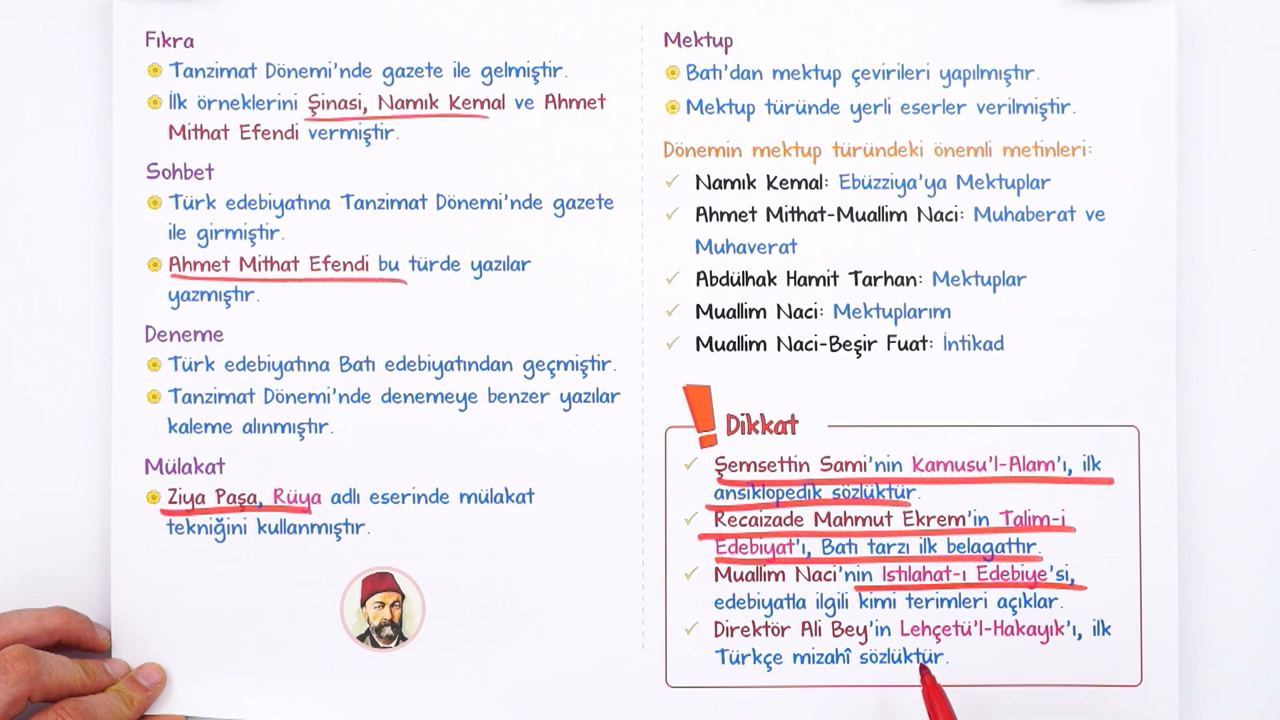 Fıkra
Tanzimat Dönemi'nde gazete ile gelmiştir.
İlk örneklerini Şinasi, Namık Kemal ve Ahmet
Mithat Efendi vermiştir.
Sohbet
Türk edebiyatına Tanzimat Dönemi'nde gazete
ile girmiştir.
Ahmet Mithat Efendi bu türde yazılar
yazmıştır.
Deneme
Türk edebiyatına Batı edebiyatından geçmiştir.
Tanzimat Dönemi'nde denemeye benzer yazılar
kaleme alınmıştır.
Mülakat
Ziya Paşa, Rüya adlı eserinde mülakat
tekniğini kullanmıştır.
Mektup
Batı'dan mektup çevirileri yapılmıştır.
Mektup türünde yerli eserler verilmiştir.
Dönemin mektup türündeki önemli metinleri:
Namık Kemal: Ebüzziya'ya Mektuplar
Ahmet Mithat-Muallim Naci: Muhaberat ve
Muhaverat
Abdülhak Hamit Tarhan: Mektuplar
Muallim Naci: Mektuplarım
Muallim Naci-Beşir Fuat: İntikad
Dikkat
Şemsettin Sami'nin Kamusu'l-Alam'ı, ilk
ansiklopedik sözlüktür.
Recaizade Mahmut Ekrem'in Talim-i
Edebiyat'ı, Batı tarzı ilk belagattır.
Muallim Naci'nin Istılahat-ı Edebiye'si,
edebiyatla ilgili kimi terimleri açıklar.
Direktör Ali Bey'in Lehçetü'l-Hakayık'ı, ilk
Türkçe mizahî sözlüktür.